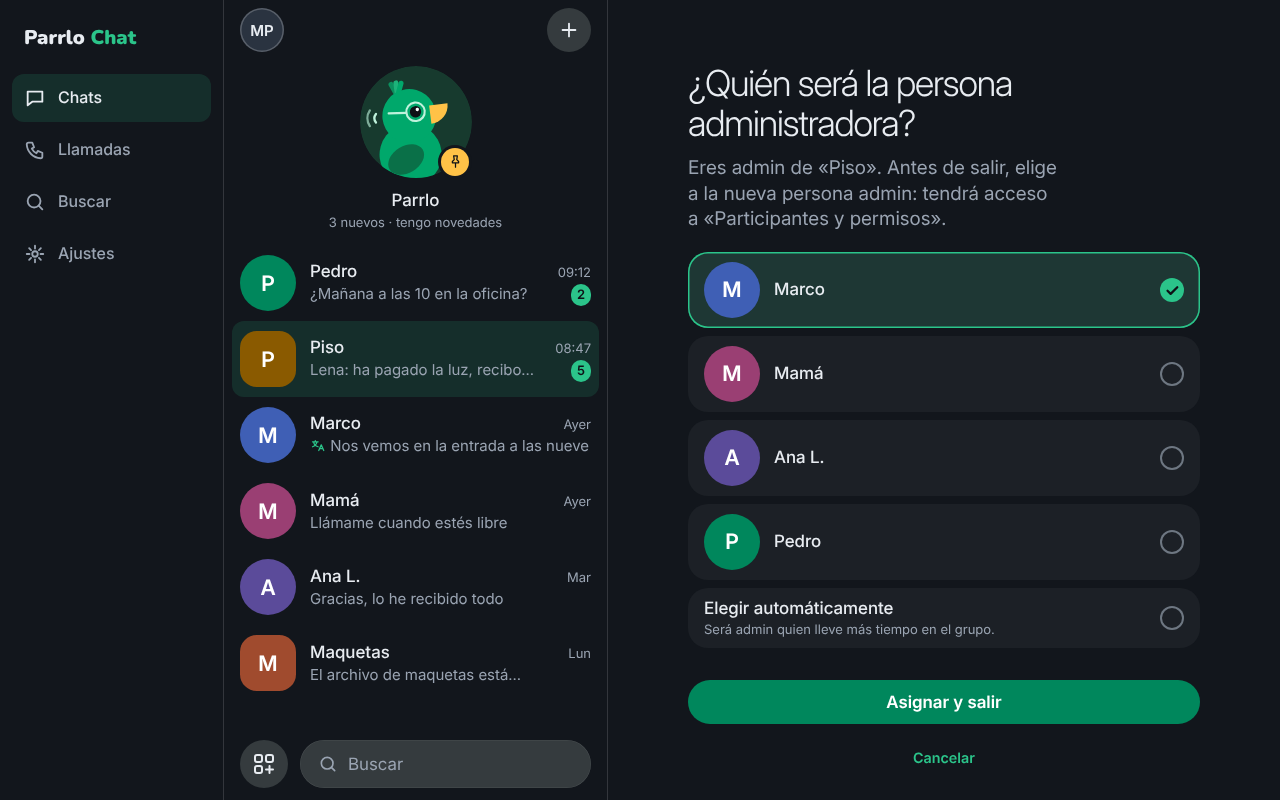 Parrlo Chat
Chats
Llamadas
Buscar
Ajustes
MP
Parrlo
3 nuevos · tengo novedades
P
Pedro
09:12
¿Mañana a las 10 en la oficina?
2
P
Piso
08:47
Lena: ha pagado la luz, recibo...
5
M
Marco
Ayer
Nos vemos en la entrada a las nueve
M
Mamá
Ayer
Llámame cuando estés libre
A
Ana L.
Mar
Gracias, lo he recibido todo
M
Maquetas
Lun
El archivo de maquetas está...
Buscar
¿Quién será la persona
administradora?
Eres admin de «Piso». Antes de salir, elige
a la nueva persona admin: tendrá acceso
a «Participantes y permisos».
M
Marco
M
Mamá
A
Ana L.
P
Pedro
Elegir automáticamente
Será admin quien lleve más tiempo en el grupo.
Asignar y salir
Cancelar